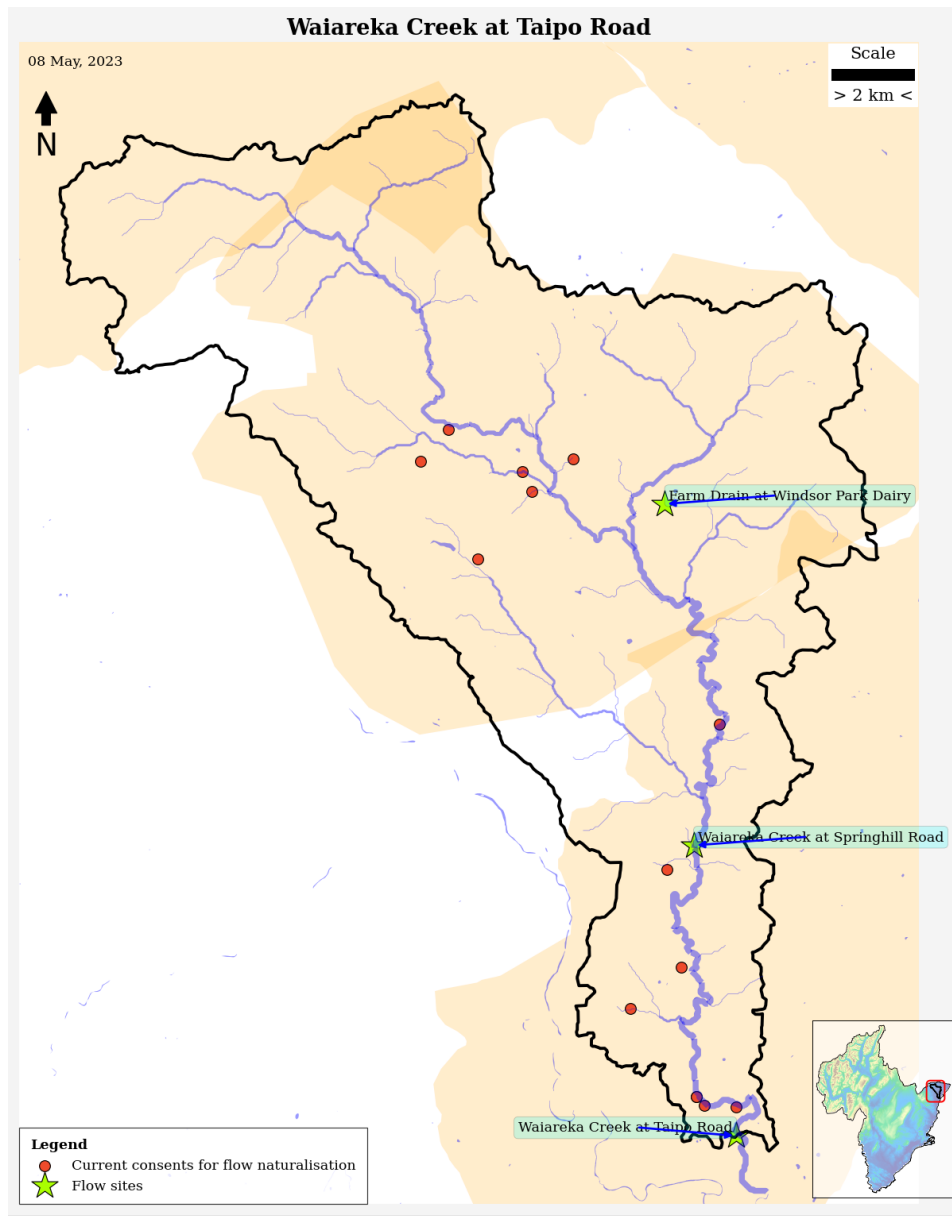 Waiareka Creek at Taipo Road
08 May, 2023
Scale
> 2 km <
N
Farm Drain at Windsor Park Dairy
Waiareka Creek at Springhill Road
Waiareka Creek at Taipo Road
Legend
Current consents for flow naturalisation
Flow sites